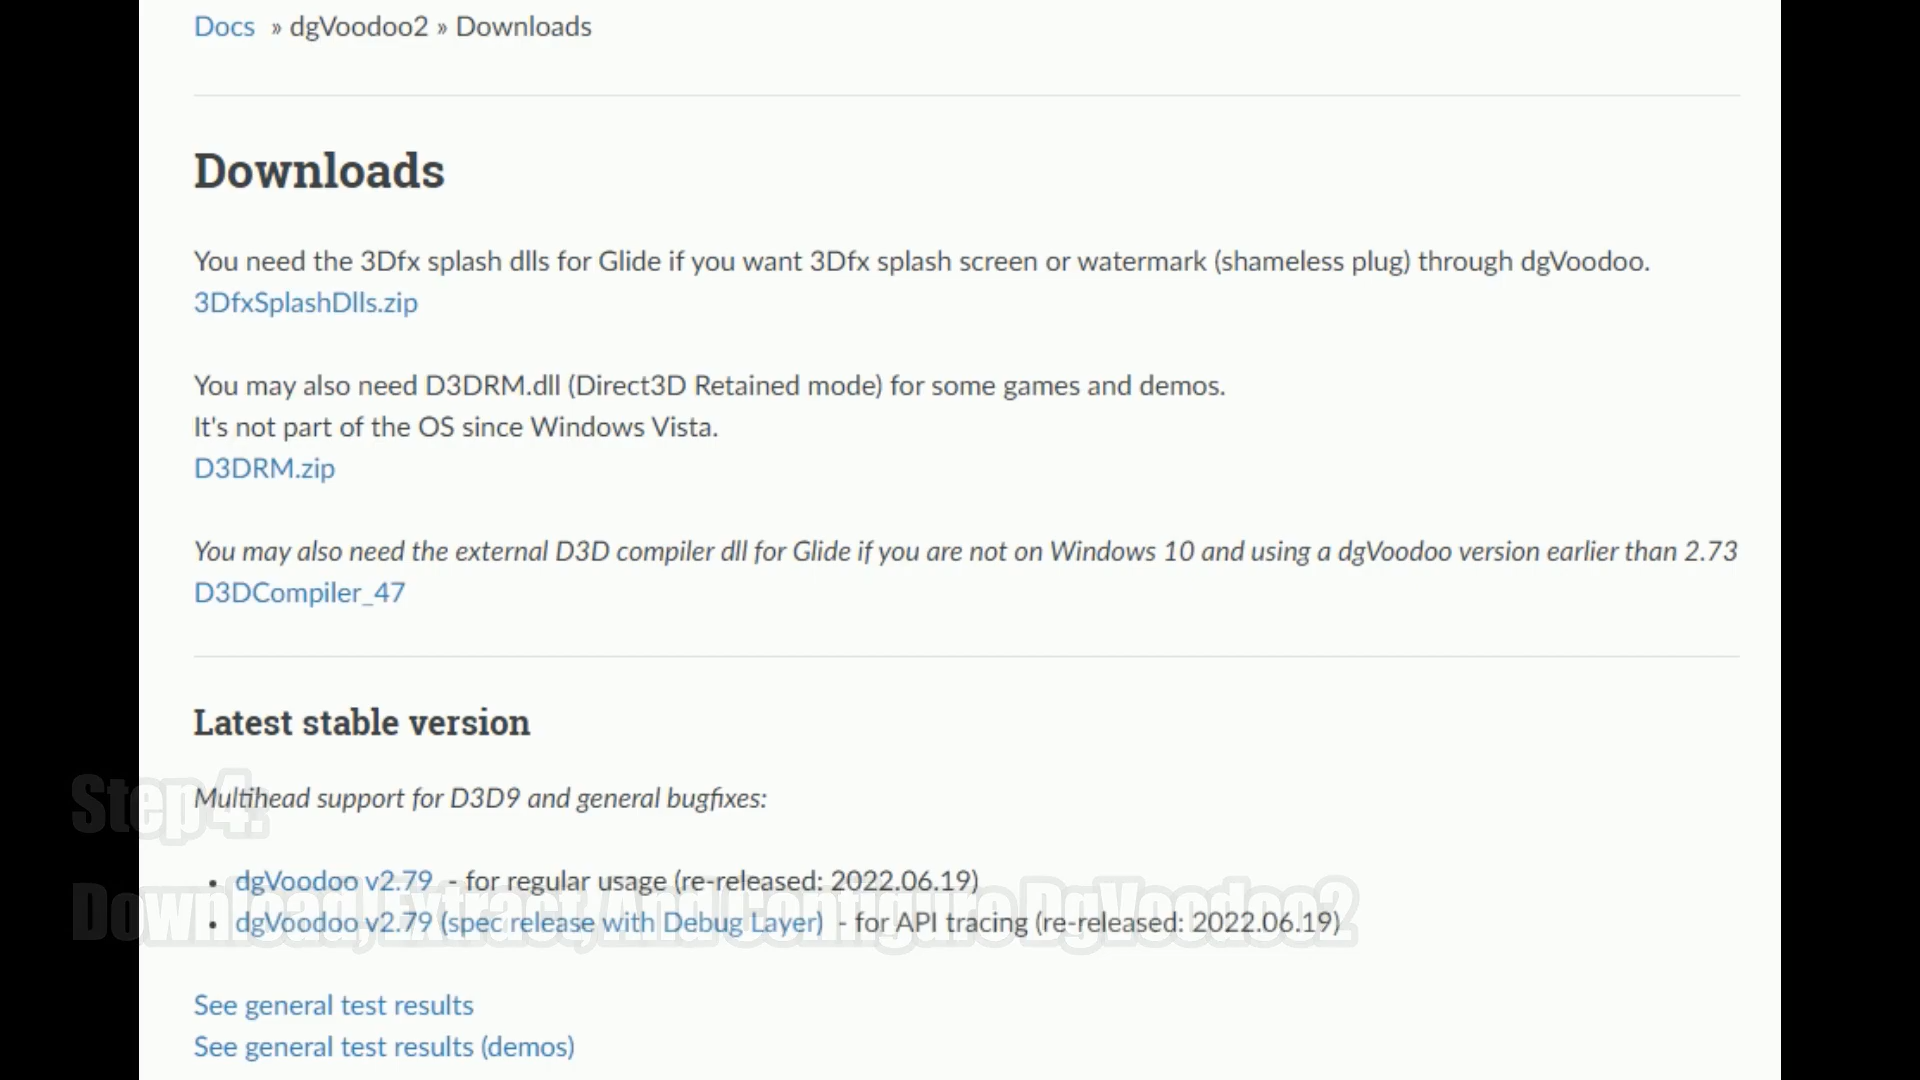 Docs » dgVoodoo2 » Downloads
Downloads
You need the 3Dfx splash dlls for Glide if you want 3Dfx splash screen or watermark (shameless plug) through dgVoodoo.
3DfxSplashDlls.zip
You may also need D3DRM.dll (Direct3D Retained mode) for some games and demos.
It's not part of the OS since Windows Vista.
D3DRM.zip
You may also need the external D3D compiler dll for Glide if you are not on Windows 10 and using a dgVoodoo version earlier than 2.73
D3DCompiler_47
Latest stable version
Step 4:
Multihead support for D3D9 and general bugfixes:
• dgVoodoo v2.79 - for regular usage (re-released: 2022.06.19)
Download, Extract, And Configure DgVoodoo2
• dgVoodoo v2.79 (spec release with Debug Layer) - for API tracing (re-released: 2022.06.19)
See general test results
See general test results (demos)